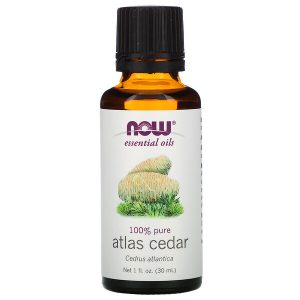 NOW®
essential oils
100% pure
atlas cedar
Cedrus atlantica
Net 1 fl. oz. (30 mL)